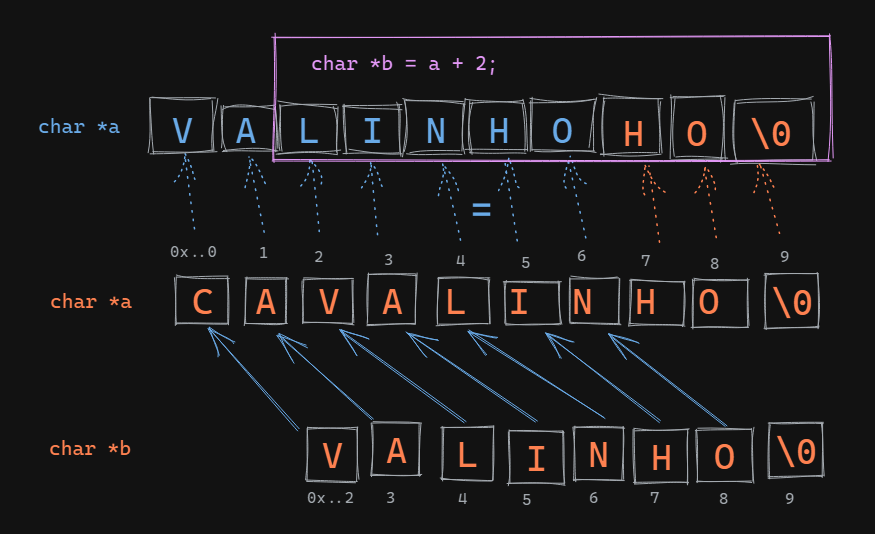 char *b = a + 2;
char *a V A L I N H O H O \0
=
0x..0 1 2 3 4 5 6 7 8 9
char *a C A V A L I N H O \0
char *b V A L I N H O \0
0x..2 3 4 5 6 7 8 9